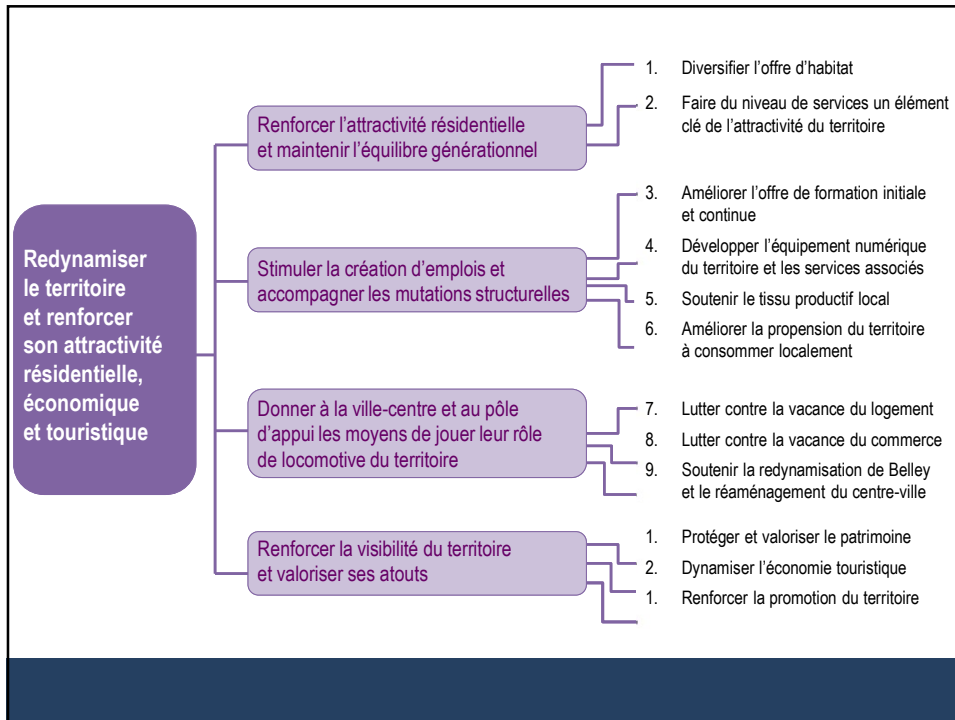 Redynamiser
le territoire
et renforcer
son attractivité
résidentielle,
économique
et touristique
Renforcer l’attractivité résidentielle
et maintenir l’équilibre générationnel
1. Diversifier l’offre d’habitat
2. Faire du niveau de services un élément
clé de l’attractivité du territoire
Stimuler la création d’emplois et
accompagner les mutations structurelles
3. Améliorer l’offre de formation initiale
et continue
4. Développer l’équipement numérique
du territoire et les services associés
5. Soutenir le tissu productif local
6. Améliorer la propension du territoire
à consommer localement
Donner à la ville-centre et au pôle
d’appui les moyens de jouer leur rôle
de locomotive du territoire
7. Lutter contre la vacance du logement
8. Lutter contre la vacance du commerce
9. Soutenir la redynamisation de Belley
et le réaménagement du centre-ville
Renforcer la visibilité du territoire
et valoriser ses atouts
1. Protéger et valoriser le patrimoine
2. Dynamiser l’économie touristique
1. Renforcer la promotion du territoire